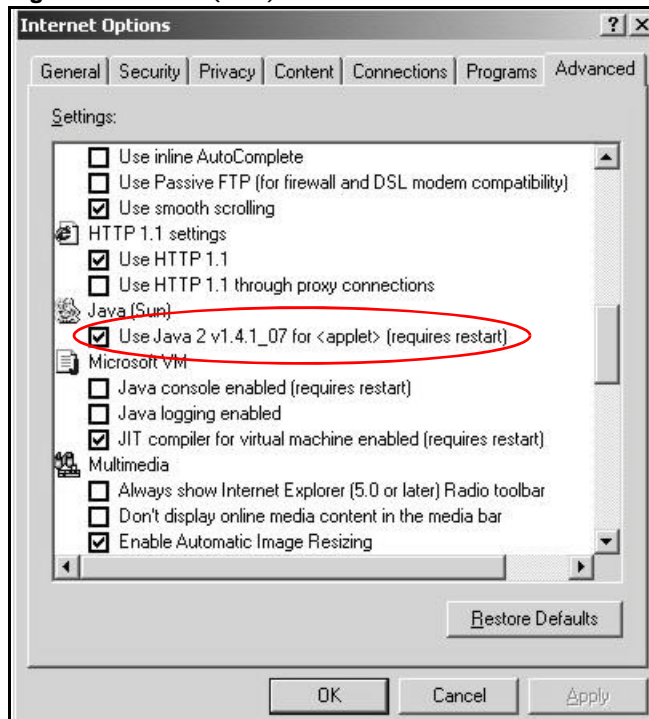 Internet Options
General Security Privacy Content Connections Programs Advanced
Settings:
Use inline AutoComplete
Use Passive FTP (for firewall and DSL modem compatibility)
Use smooth scrolling
HTTP 1.1 settings
Use HTTP 1.1
Use HTTP 1.1 through proxy connections
Java (Sun)
Use Java 2 v1.4.1_07 for <applet> (requires restart)
Microsoft VM
Java console enabled (requires restart)
Java logging enabled
JIT compiler for virtual machine enabled (requires restart)
Multimedia
Always show Internet Explorer (5.0 or later) Radio toolbar
Don't display online media content in the media bar
Enable Automatic Image Resizing
Restore Defaults
OK Cancel Apply